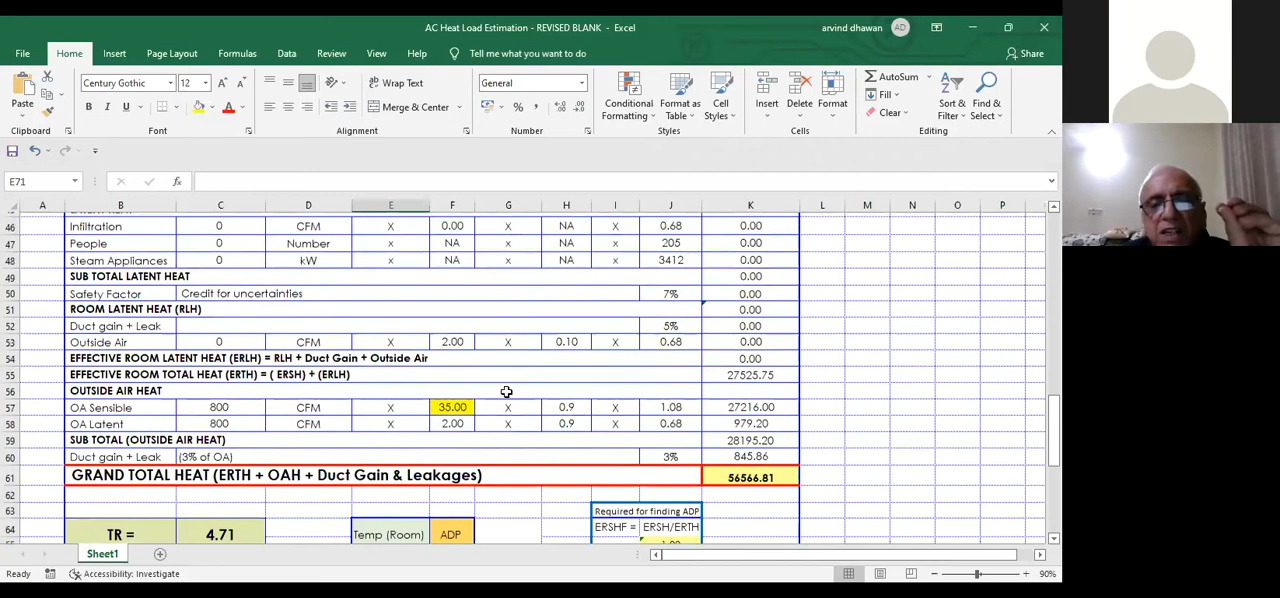 AC Heat Load Estimation - REVISED BLANK - Excel
arvind dhawan AD
File Home Insert Page Layout Formulas Data Review View Help Tell me what you want to do Share
Century Gothic 12 Wrap Text General AutoSum
Paste B I U Merge & Center % Conditional Formatting Format as Table Cell Styles Insert Delete Format Fill Clear Sort & Filter Find & Select
Clipboard Font Alignment Number Styles Cells Editing
E71 fx
A B C D E F G H I J K L M N O P
46 Infiltration 0 CFM X 0.00 X NA X 0.68 0.00
47 People 0 Number X NA x NA x 205 0.00
48 Steam Appliances 0 kW x NA x NA x 3412 0.00
49 SUB TOTAL LATENT HEAT 0.00
50 Safety Factor Credit for uncertainties 7% 0.00
51 ROOM LATENT HEAT (RLH) 0.00
52 Duct gain + Leak 5% 0.00
53 Outside Air 0 CFM X 2.00 X 0.10 X 0.68 0.00
54 EFFECTIVE ROOM LATENT HEAT (ERLH) = RLH + Duct Gain + Outside Air 0.00
55 EFFECTIVE ROOM TOTAL HEAT (ERTH) = ( ERSH) + (ERLH) 27525.75
56 OUTSIDE AIR HEAT
57 OA Sensible 800 CFM X 35.00 X 0.9 X 1.08 27216.00
58 OA Latent 800 CFM X 2.00 X 0.9 X 0.68 979.20
59 SUB TOTAL (OUTSIDE AIR HEAT) 28195.20
60 Duct gain + Leak (3% of OA) 3% 845.86
61 GRAND TOTAL HEAT (ERTH + OAH + Duct Gain & Leakages) 56566.81
62
63 Required for finding ADP
64 TR = 4.71 Temp (Room) ADP ERSHF = ERSH/ERTH
Sheet1
Ready Accessibility: Investigate 90%